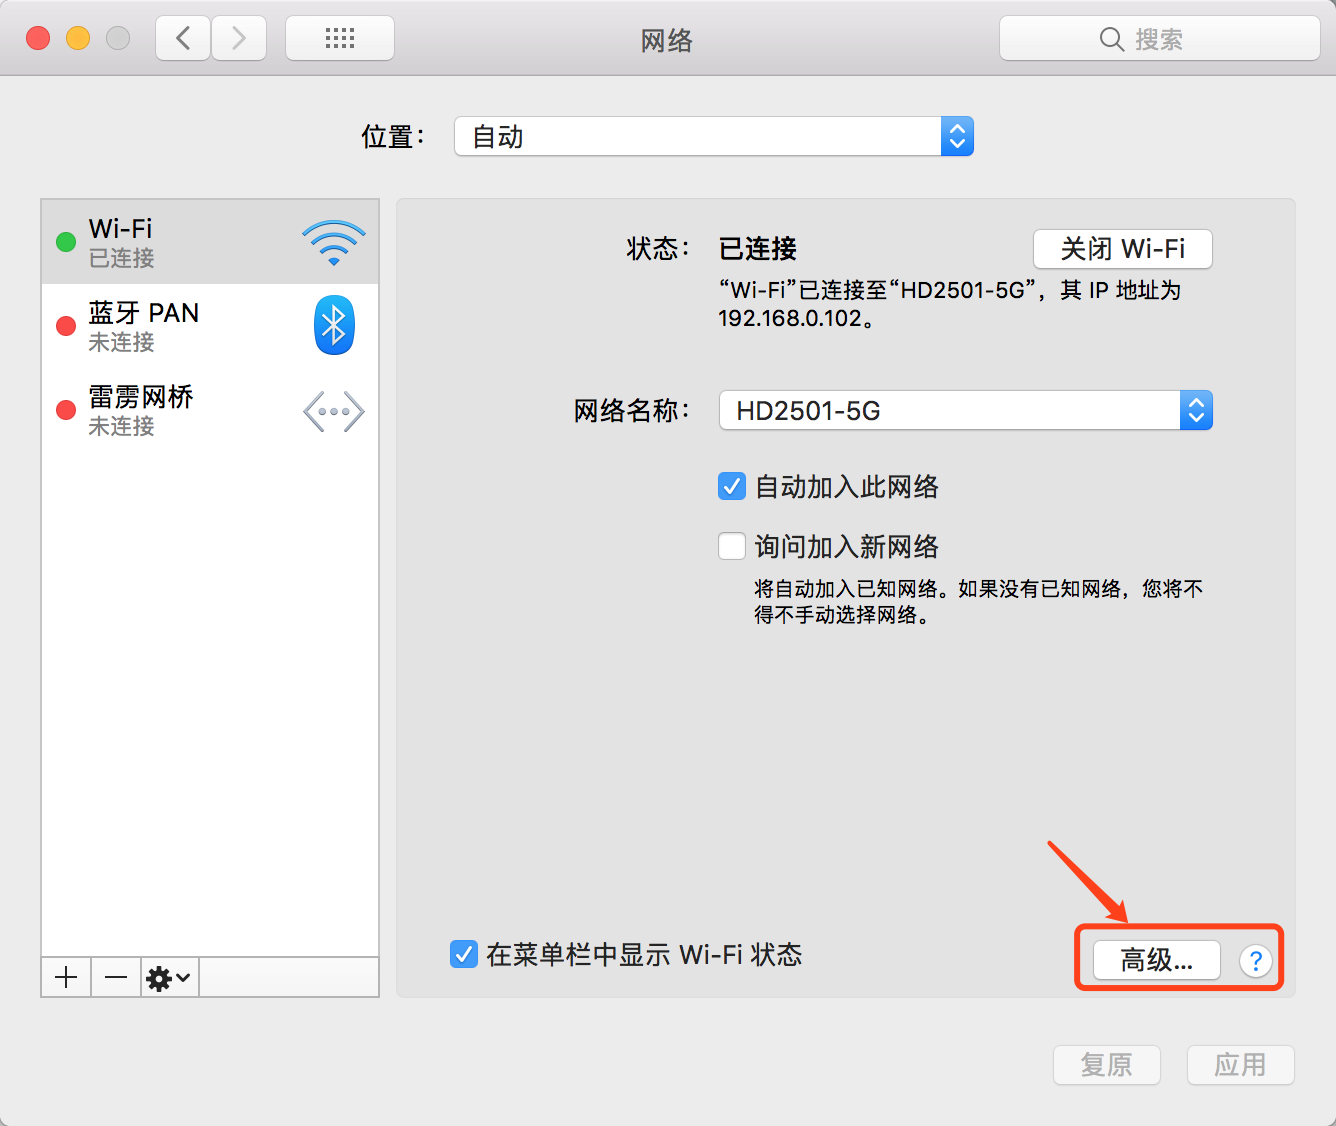 网络
搜索
位置：
自动
Wi-Fi
已连接
蓝牙 PAN
未连接
雷雳网桥
未连接
状态：
已连接
关闭 Wi-Fi
“Wi-Fi”已连接至“HD2501-5G”，其 IP 地址为
192.168.0.102。
网络名称：
HD2501-5G
自动加入此网络
询问加入新网络
将自动加入已知网络。如果没有已知网络，您将不
得不手动选择网络。
在菜单栏中显示 Wi-Fi 状态
高级...
?
复原
应用